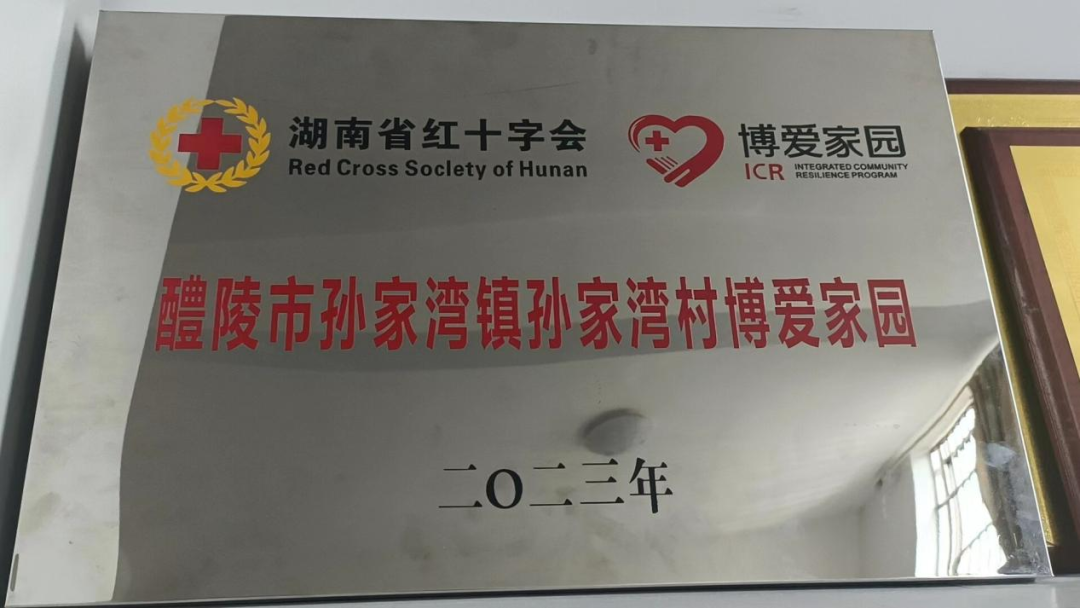 湖南省红十字会
Red Cross Society of Hunan
博爱家园
ICR INTEGRATED COMMUNITY
RESILIENCE PROGRAM
醴陵市孙家湾镇孙家湾村博爱家园
二O二三年